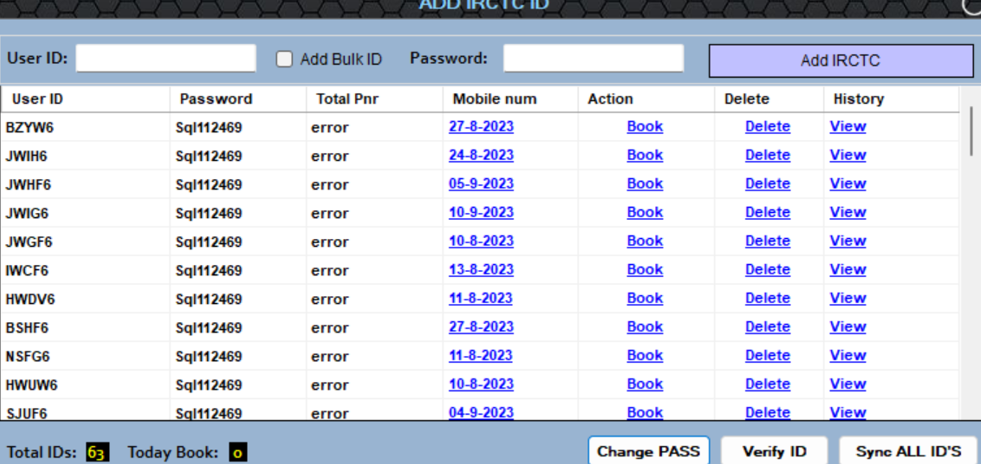 ADD IRCTC ID
User ID: Add Bulk ID Password: Add IRCTC
User ID Password Total Pnr Mobile num Action Delete History
BZYW6 Sql112469 error 27-8-2023 Book Delete View
JWIH6 Sql112469 error 24-8-2023 Book Delete View
JWHF6 Sql112469 error 05-9-2023 Book Delete View
JWIG6 Sql112469 error 10-9-2023 Book Delete View
JWGF6 Sql112469 error 10-8-2023 Book Delete View
IWCF6 Sql112469 error 13-8-2023 Book Delete View
HWDV6 Sql112469 error 11-8-2023 Book Delete View
BSHF6 Sql112469 error 27-8-2023 Book Delete View
NSFG6 Sql112469 error 11-8-2023 Book Delete View
HWUW6 Sql112469 error 10-8-2023 Book Delete View
SJUF6 Sql112469 error 04-9-2023 Book Delete View
Total IDs: 63 Today Book: 0 Change PASS Verify ID Sync ALL ID'S